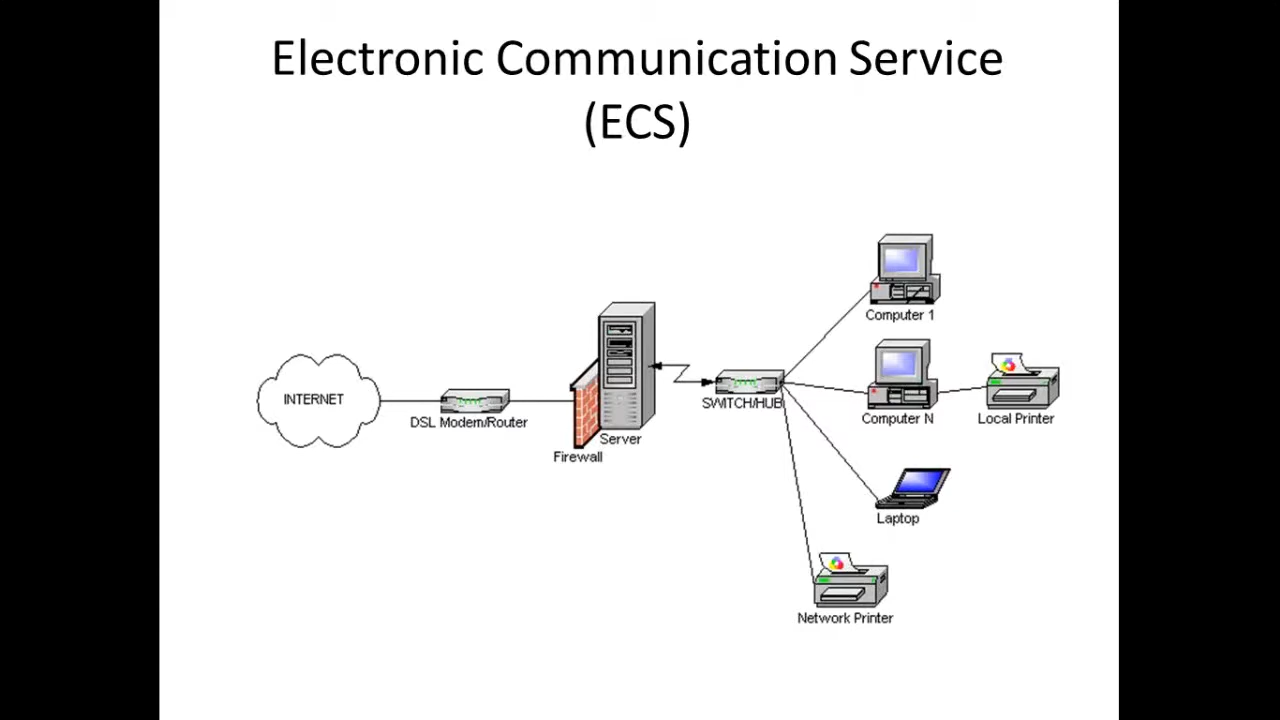 Electronic Communication Service
(ECS)
Computer 1
INTERNET
DSL Modem/Router
Firewall
Server
SWITCH/HUB
Computer N
Local Printer
Laptop
Network Printer